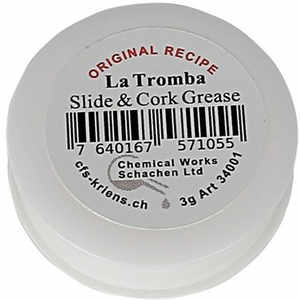 ORIGINAL RECIPE
La Tromba
Slide & Cork Grease
7 640167 571055
Chemical Works
Schachen Ltd
cfs-kriens.ch
3g Art 34001